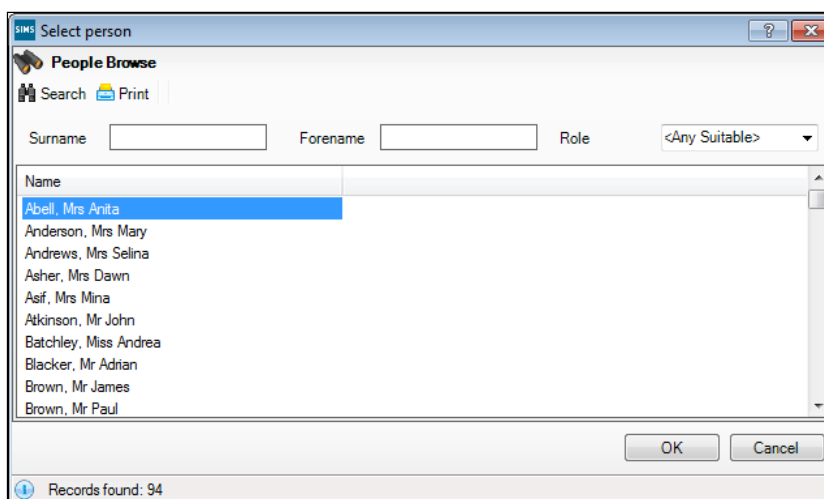 SIMS Select person
People Browse
Search Print
Surname Forename Role <Any Suitable>
Name
Abell, Mrs Anita
Anderson, Mrs Mary
Andrews, Mrs Selina
Asher, Mrs Dawn
Asif, Mrs Mina
Atkinson, Mr John
Batchley, Miss Andrea
Blacker, Mr Adrian
Brown, Mr James
Brown, Mr Paul
OK Cancel
Records found: 94